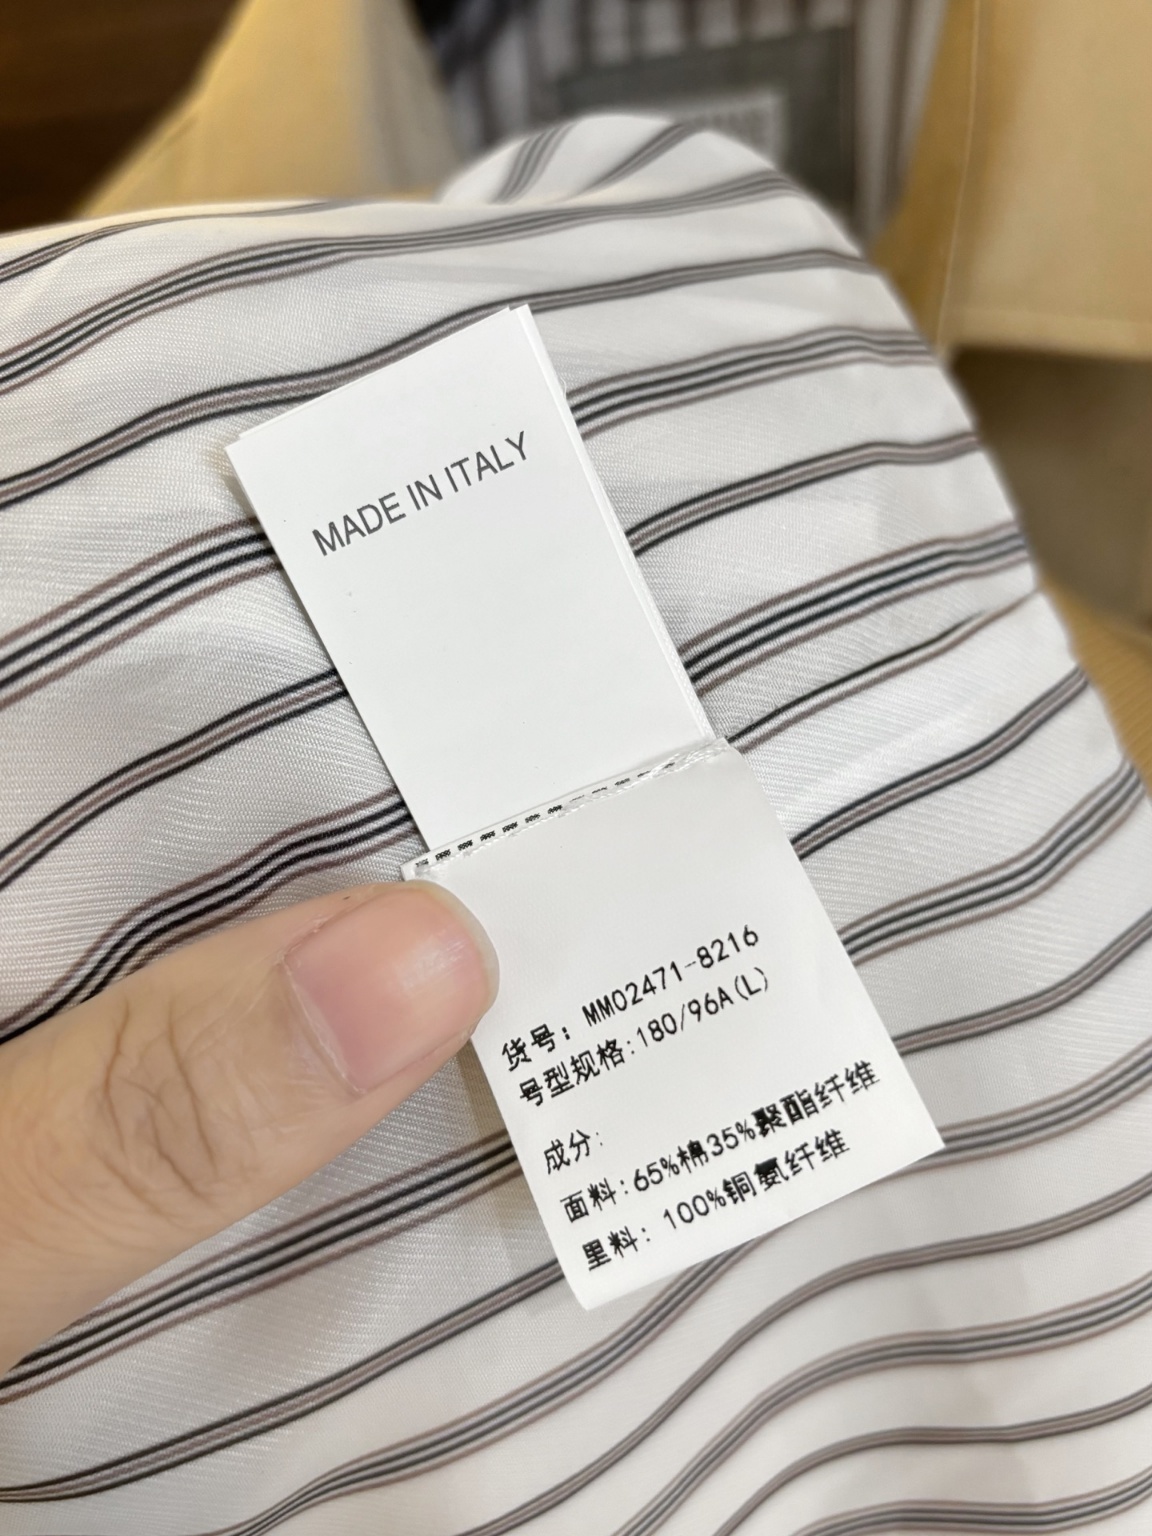 MADE IN ITALY
货号: MM02471-8216
号型规格:180/96A(L)
成分:
面料:65%棉35%聚酯纤维
里料: 100%铜氨纤维